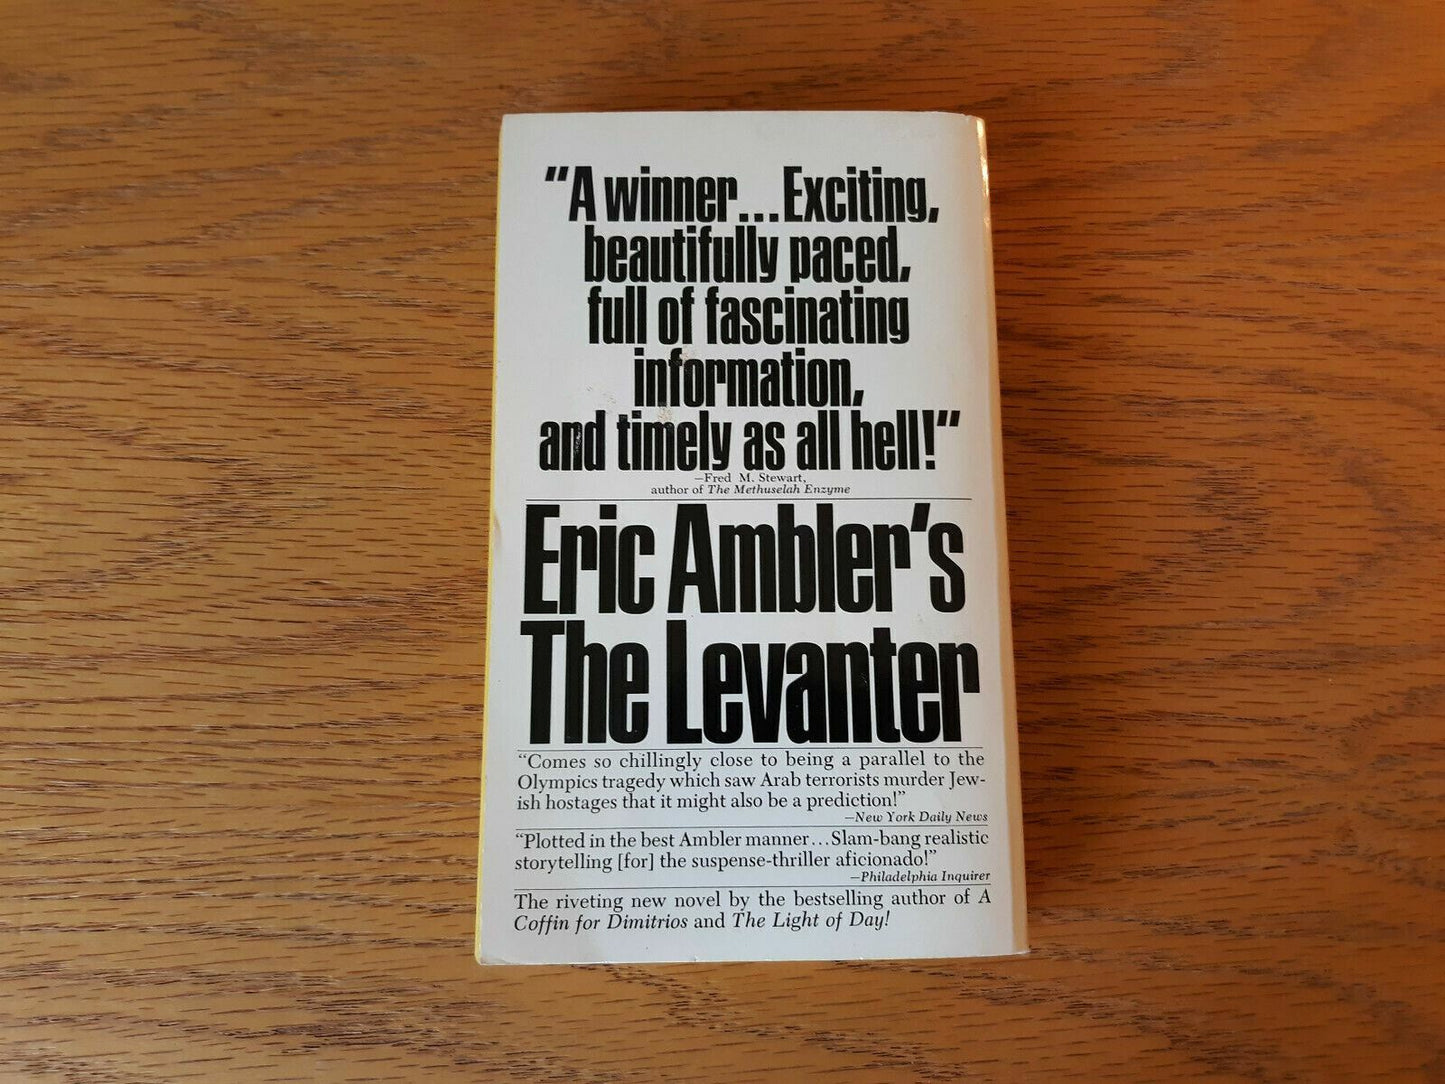 "A winner...Exciting,
beautifully paced,
full of fascinating
information,
and timely as all hell!"
—Fred M. Stewart,
author of The Methuselah Enzyme
Eric Ambler's
The Levanter
"Comes so chillingly close to being a parallel to the
Olympics tragedy which saw Arab terrorists murder Jew-
ish hostages that it might also be a prediction!"
—New York Daily News
"Plotted in the best Ambler manner...Slam-bang realistic
storytelling [for] the suspense-thriller aficionado!"
—Philadelphia Inquirer
The riveting new novel by the bestselling author of A
Coffin for Dimitrios and The Light of Day!